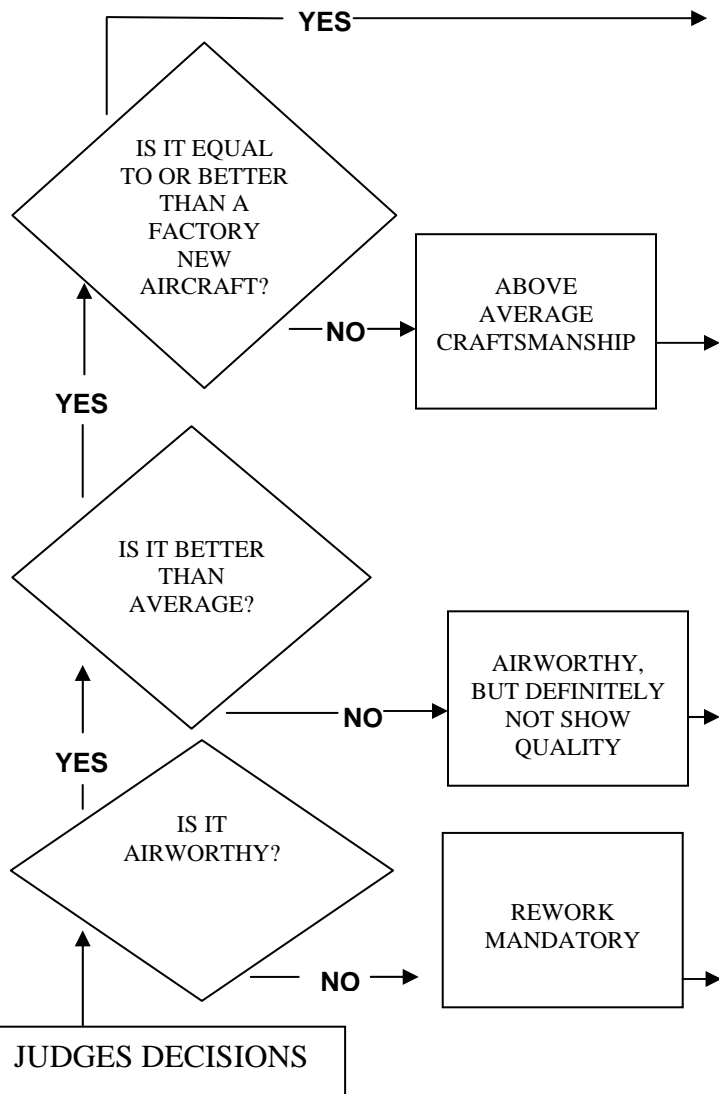 YES
IS IT EQUAL
TO OR BETTER
THAN A
FACTORY
NEW
AIRCRAFT?
ABOVE
AVERAGE
CRAFTSMANSHIP
NO
YES
IS IT BETTER
THAN
AVERAGE?
AIRWORTHY,
BUT DEFINITELY
NOT SHOW
QUALITY
NO
YES
IS IT
AIRWORTHY?
REWORK
MANDATORY
NO
JUDGES DECISIONS